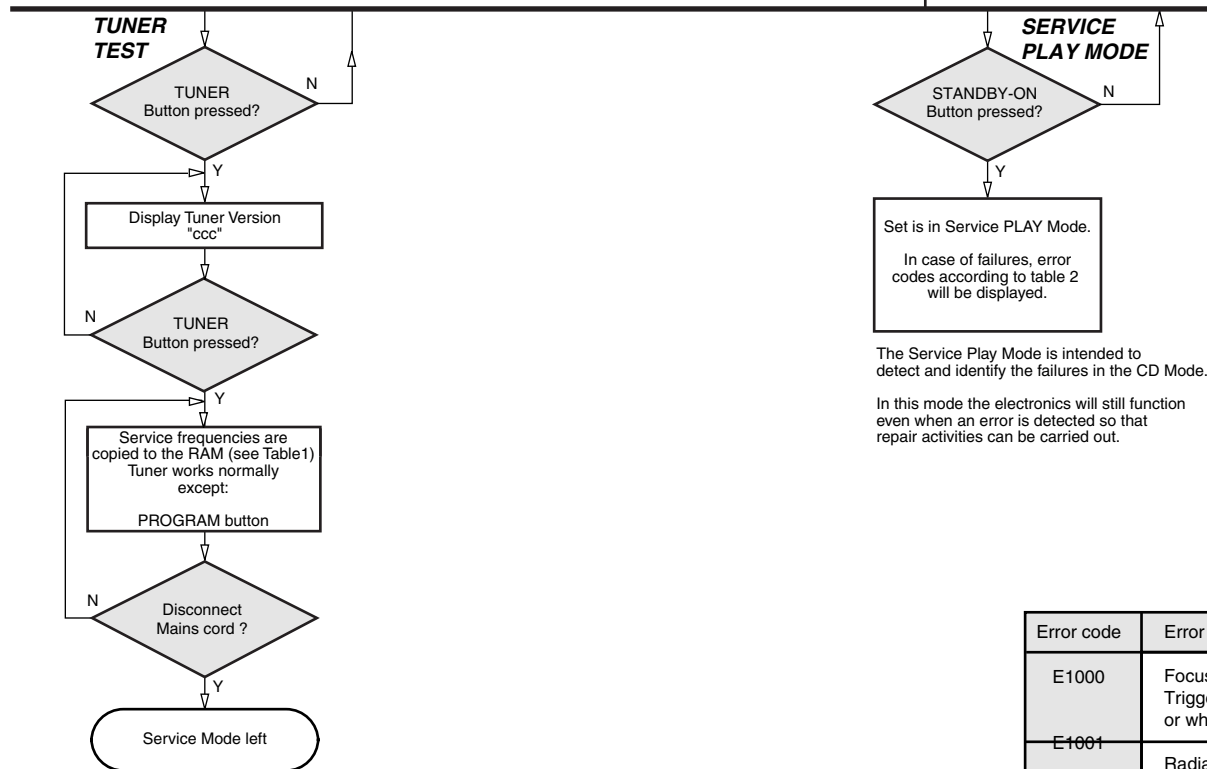 TUNER
TEST
TUNER
Button pressed?
N
Y
Display Tuner Version
"ccc"
TUNER
Button pressed?
N
Y
Service frequencies are
copied to the RAM (see Table1)
Tuner works normally
except:
PROGRAM button
Disconnect
Mains cord ?
N
Y
Service Mode left
SERVICE
PLAY MODE
STANDBY-ON
Button pressed?
N
Y
Set is in Service PLAY Mode.
In case of failures, error
codes according to table 2
will be displayed.
The Service Play Mode is intended to
detect and identify the failures in the CD Mode.
In this mode the electronics will still function
even when an error is detected so that
repair activities can be carried out.
Error code Error
E1000 Focus
Trigge
or wh
E1001
Radia